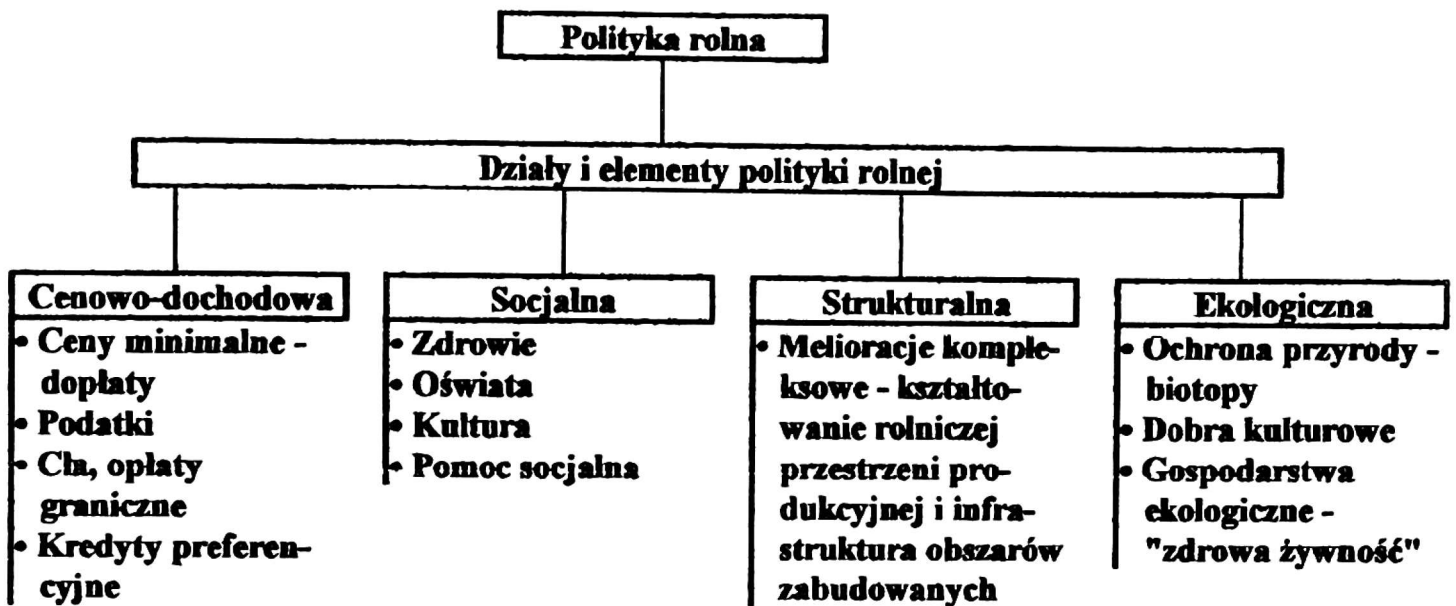 Polityka rolna
Działy i elementy polityki rolnej
Cenowo-dochodowa
• Ceny minimalne -
dopłaty
• Podatki
• Cła, opłaty
graniczne
• Kredyty preferen-
cyjne
Socjalna
• Zdrowie
• Oświata
• Kultura
• Pomoc socjalna
Strukturalna
• Melioracje komple-
ksowe - kształto-
wanie rolniczej
przestrzeni pro-
dukcyjnej i infra-
struktura obszarów
zabudowanych
Ekologiczna
• Ochrona przyrody -
biotopy
• Dobra kulturowe
• Gospodarstwa
ekologiczne -
"zdrowa żywność"